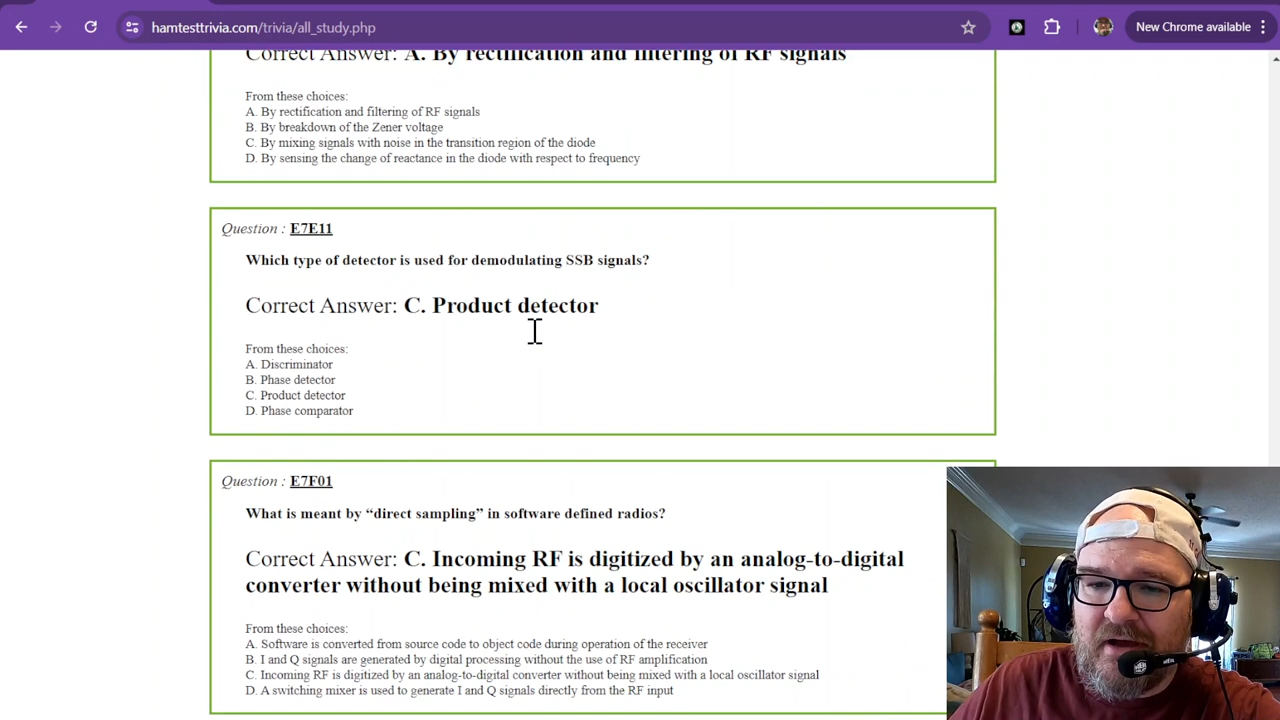 hamtesttrivia.com/trivia/all_study.php
New Chrome available
Correct Answer: A. By rectification and filtering of RF signals
From these choices:
A. By rectification and filtering of RF signals
B. By breakdown of the Zener voltage
C. By mixing signals with noise in the transition region of the diode
D. By sensing the change of reactance in the diode with respect to frequency
Question : E7E11
Which type of detector is used for demodulating SSB signals?
Correct Answer: C. Product detector
From these choices:
A. Discriminator
B. Phase detector
C. Product detector
D. Phase comparator
Question : E7F01
What is meant by “direct sampling” in software defined radios?
Correct Answer: C. Incoming RF is digitized by an analog-to-digital
converter without being mixed with a local oscillator signal
From these choices:
A. Software is converted from source code to object code during operation of the receiver
B. I and Q signals are generated by digital processing without the use of RF amplification
C. Incoming RF is digitized by an analog-to-digital converter without being mixed with a local oscillator signal
D. A switching mixer is used to generate I and Q signals directly from the RF input